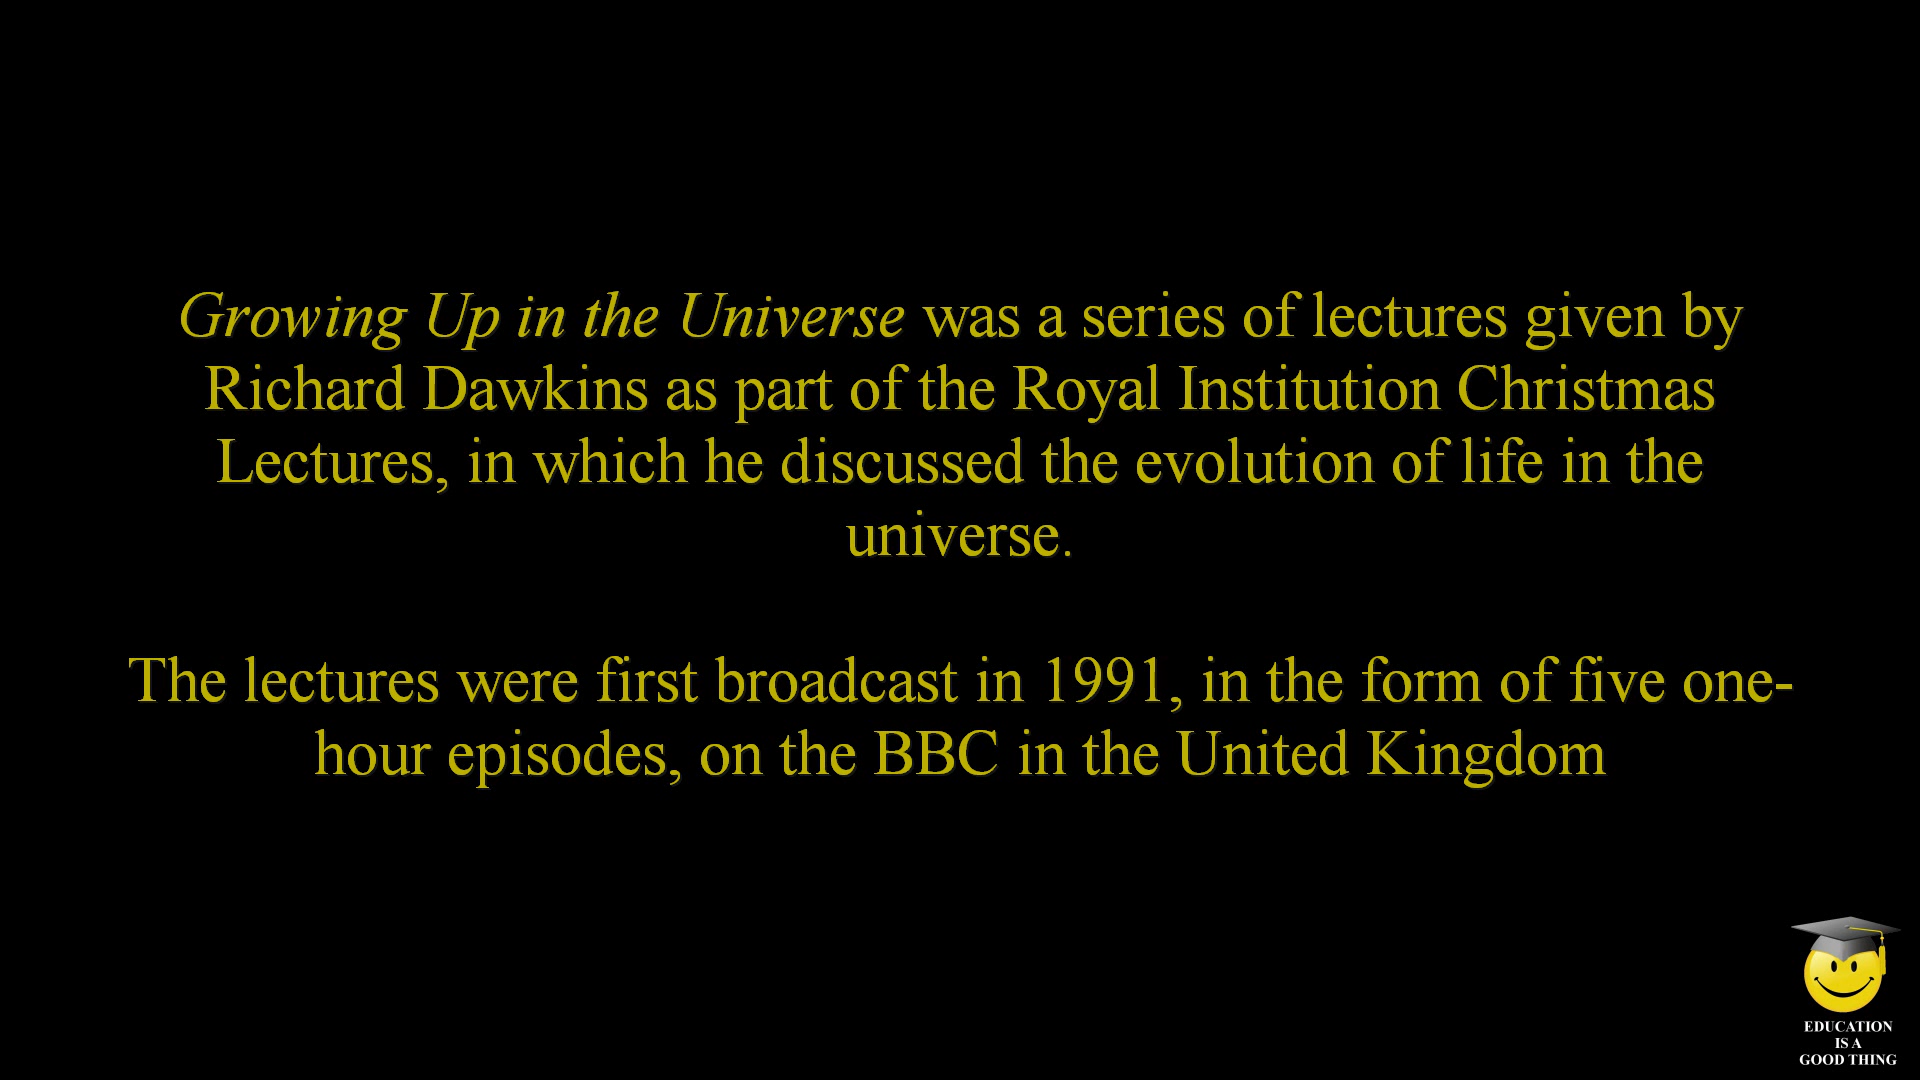 Growing Up in the Universe was a series of lectures given by
Richard Dawkins as part of the Royal Institution Christmas
Lectures, in which he discussed the evolution of life in the
universe.
The lectures were first broadcast in 1991, in the form of five one-
hour episodes, on the BBC in the United Kingdom
EDUCATION
IS A
GOOD THING